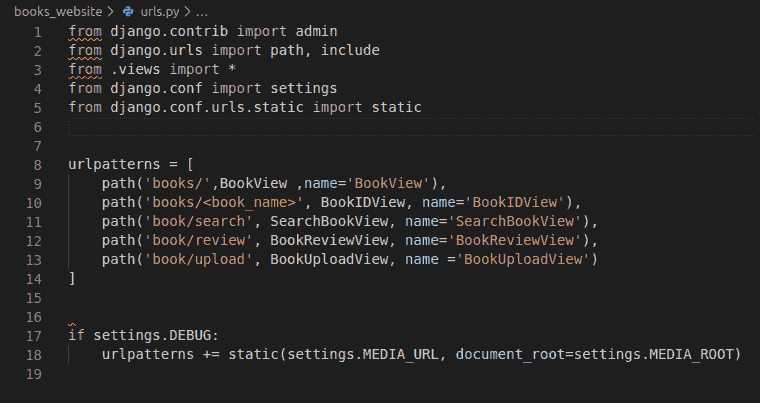 books_website > urls.py > ...
1 from django.contrib import admin
2 from django.urls import path, include
3 from .views import *
4 from django.conf import settings
5 from django.conf.urls.static import static
6
7
8 urlpatterns = [
9     path('books/',BookView ,name='BookView'),
10     path('books/<book_name>', BookIDView, name='BookIDView'),
11     path('book/search', SearchBookView, name='SearchBookView'),
12     path('book/review', BookReviewView, name='BookReviewView'),
13     path('book/upload', BookUploadView, name ='BookUploadView')
14 ]
15
16
17 if settings.DEBUG:
18     urlpatterns += static(settings.MEDIA_URL, document_root=settings.MEDIA_ROOT)
19